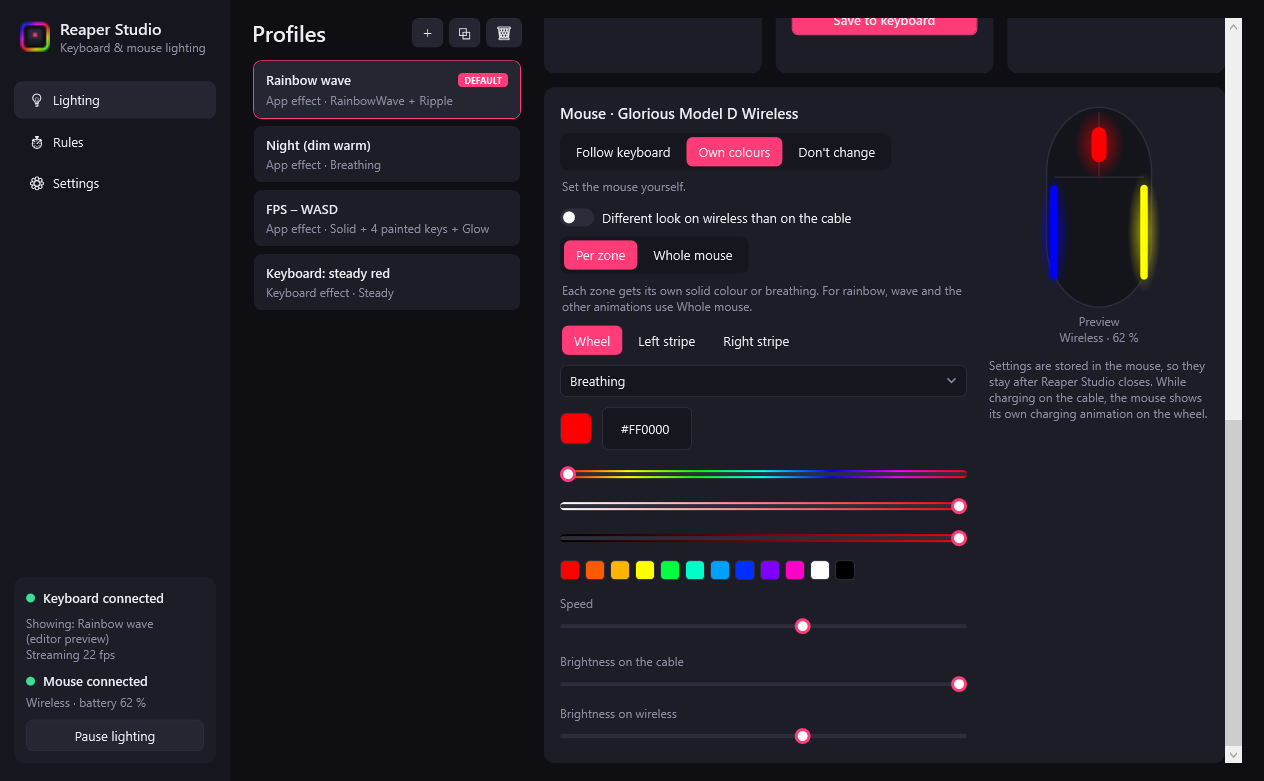 Reaper Studio
Keyboard & mouse lighting
Lighting
Rules
Settings
Keyboard connected
Showing: Rainbow wave
(editor preview)
Streaming 22 fps
Mouse connected
Wireless · battery 62 %
Pause lighting
Profiles
+
Rainbow wave
DEFAULT
App effect · RainbowWave + Ripple
Night (dim warm)
App effect · Breathing
FPS – WASD
App effect · Solid + 4 painted keys + Glow
Keyboard: steady red
Keyboard effect · Steady
Save to keyboard
Mouse · Glorious Model D Wireless
Follow keyboard
Own colours
Don't change
Set the mouse yourself.
Different look on wireless than on the cable
Per zone
Whole mouse
Each zone gets its own solid colour or breathing. For rainbow, wave and the
other animations use Whole mouse.
Wheel
Left stripe
Right stripe
Breathing
#FF0000
Speed
Brightness on the cable
Brightness on wireless
Preview
Wireless · 62 %
Settings are stored in the mouse, so they
stay after Reaper Studio closes. While
charging on the cable, the mouse shows
its own charging animation on the wheel.